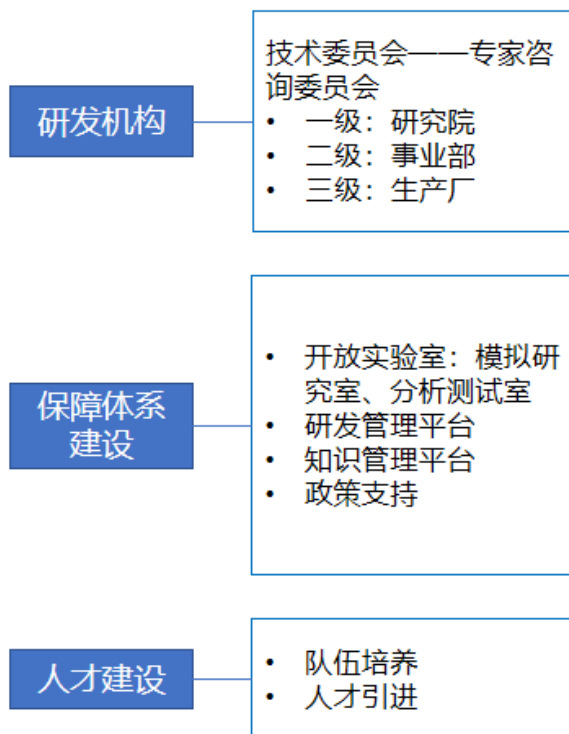 研发机构
技术委员会——专家咨
询委员会
• 一级：研究院
• 二级：事业部
• 三级：生产厂
保障体系
建设
• 开放实验室：模拟研
究室、分析测试室
• 研发管理平台
• 知识管理平台
• 政策支持
人才建设
• 队伍培养
• 人才引进